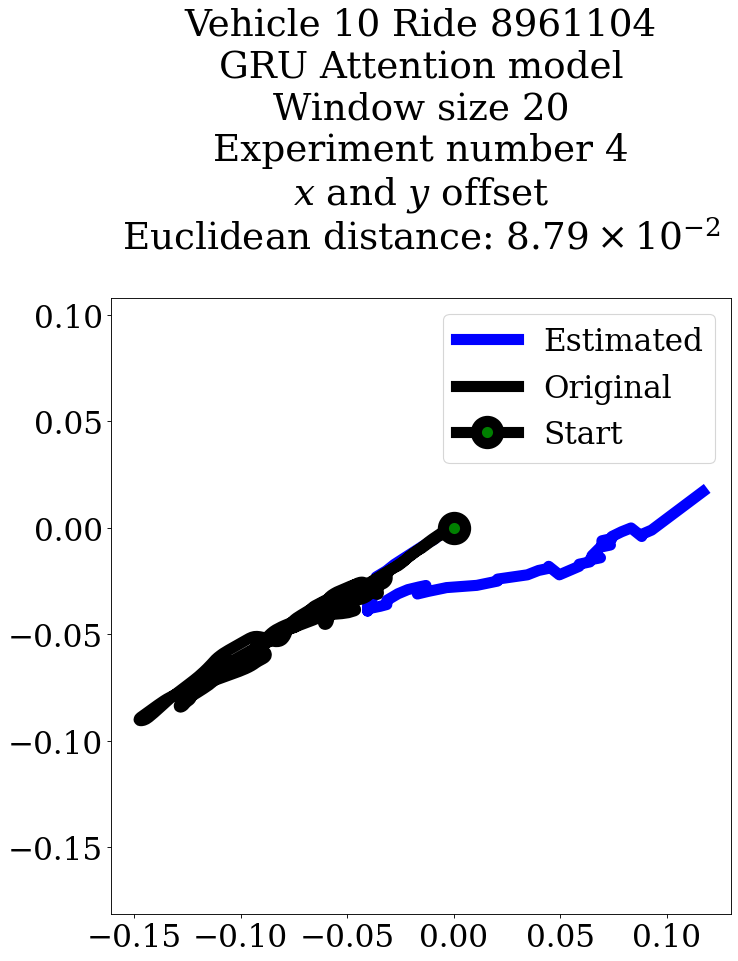 Vehicle 10 Ride 8961104
GRU Attention model
Window size 20
Experiment number 4
x and y offset
Euclidean distance: 8.79 × 10⁻²
Estimated
Original
Start
0.10
0.05
0.00
−0.05
−0.10
−0.15
−0.15 −0.10 −0.05 0.00 0.05 0.10